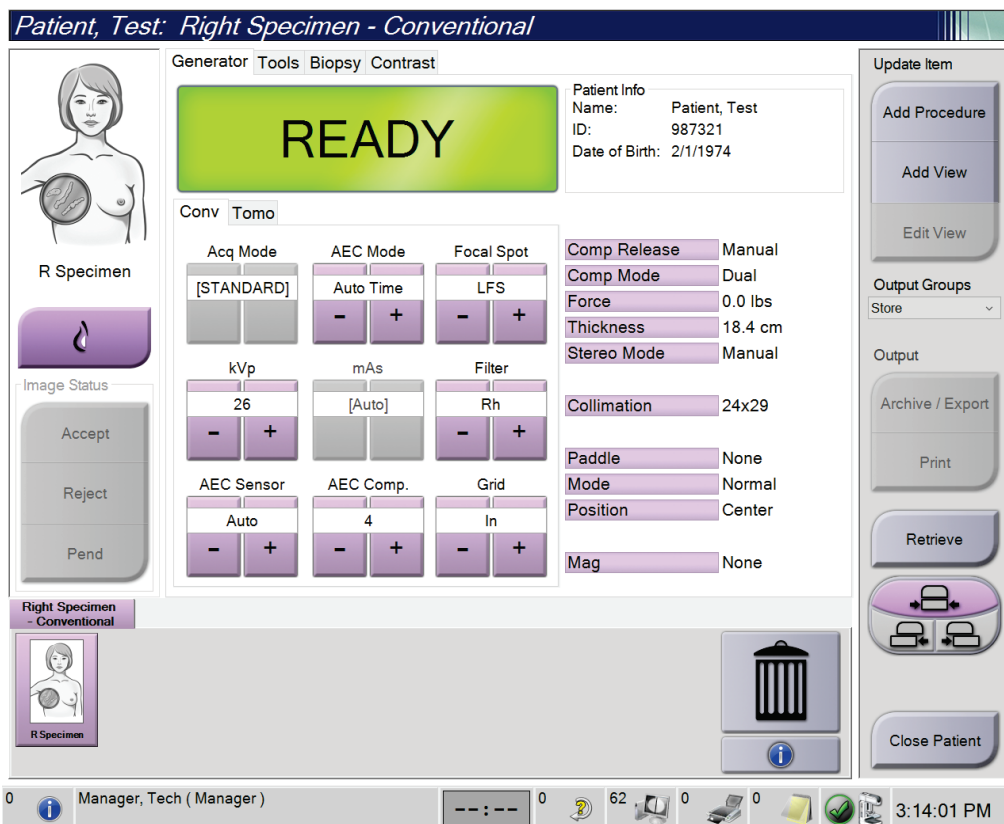 Patient, Test: Right Specimen - Conventional
Generator Tools Biopsy Contrast
READY
Patient Info
Name: Patient, Test
ID: 987321
Date of Birth: 2/1/1974
R Specimen
Image Status
Accept
Reject
Pend
Conv Tomo
Acq Mode AEC Mode Focal Spot
[STANDARD] Auto Time LFS
- + - +
kVp mAs Filter
26 [Auto] Rh
- + - +
AEC Sensor AEC Comp. Grid
Auto 4 In
- + - + - +
Comp Release Manual
Comp Mode Dual
Force 0.0 lbs
Thickness 18.4 cm
Stereo Mode Manual
Collimation 24x29
Paddle None
Mode Normal
Position Center
Mag None
Update Item
Add Procedure
Add View
Edit View
Output Groups
Store
Output
Archive / Export
Print
Retrieve
Close Patient
Right Specimen
- Conventional
R Specimen
0 Manager, Tech ( Manager ) --:-- 0 62 0 0 3:14:01 PM